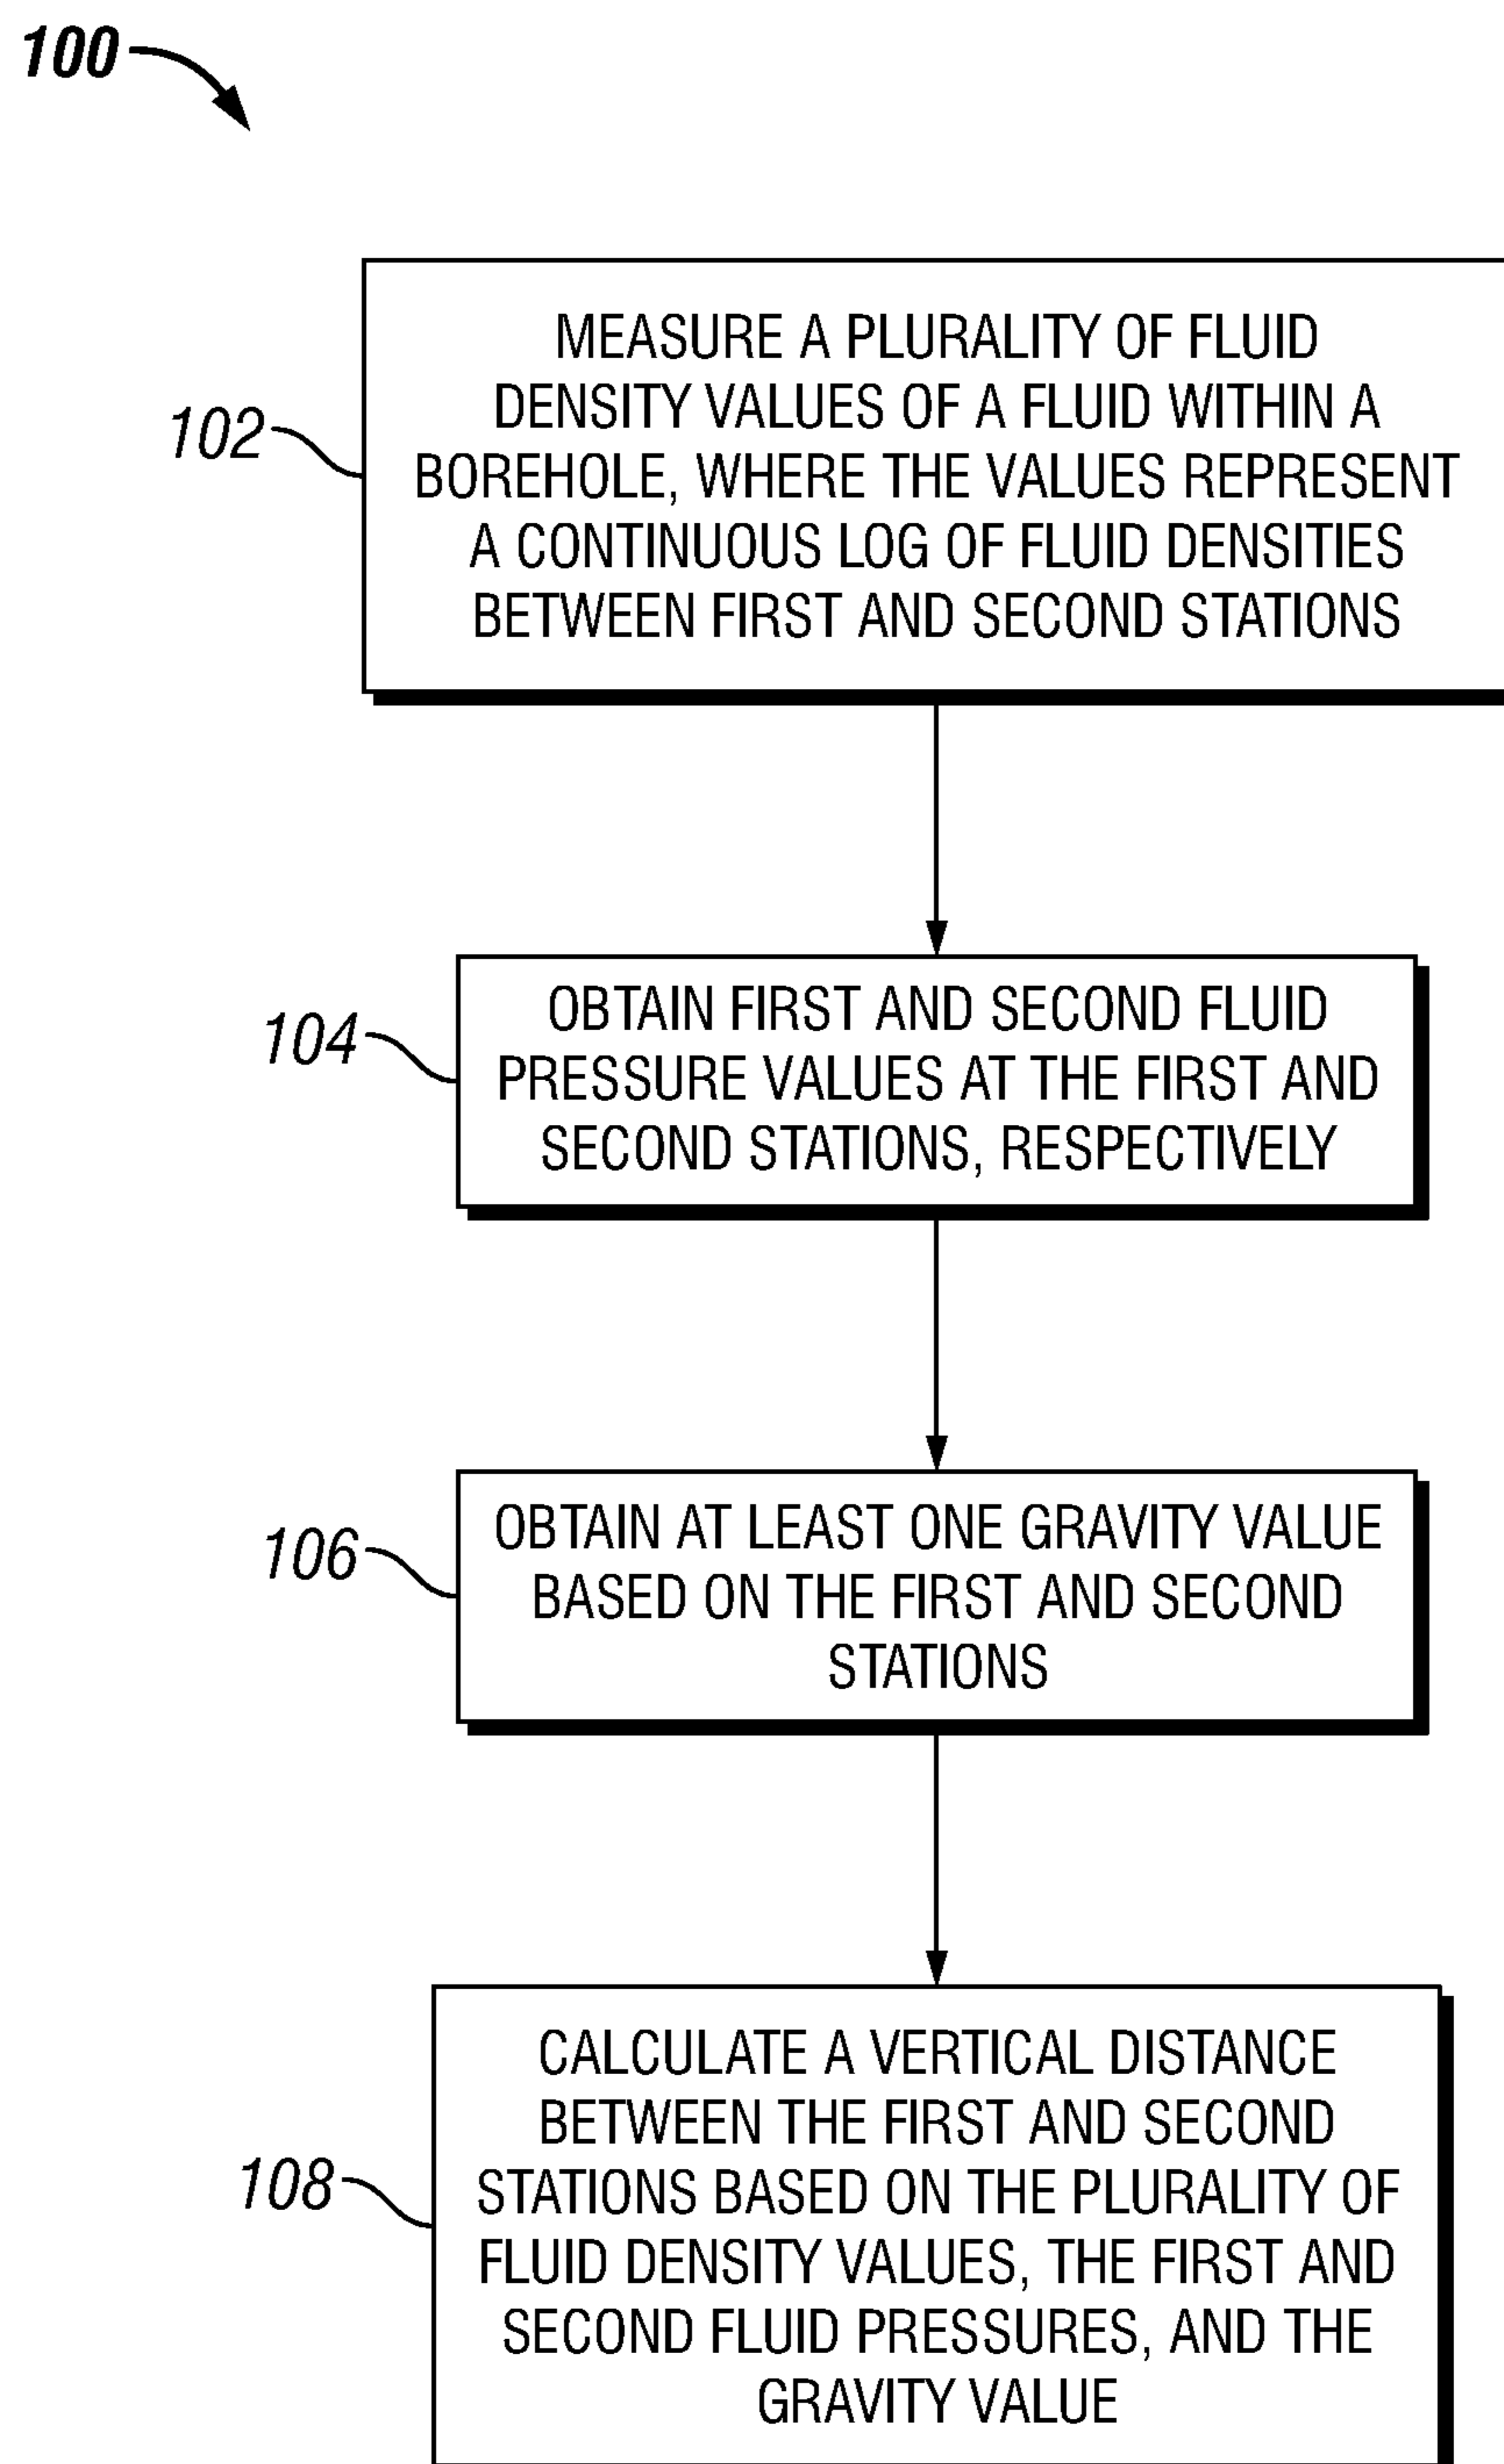 100
102
MEASURE A PLURALITY OF FLUID
DENSITY VALUES OF A FLUID WITHIN A
BOREHOLE, WHERE THE VALUES REPRESENT
A CONTINUOUS LOG OF FLUID DENSITIES
BETWEEN FIRST AND SECOND STATIONS
104
OBTAIN FIRST AND SECOND FLUID
PRESSURE VALUES AT THE FIRST AND
SECOND STATIONS, RESPECTIVELY
106
OBTAIN AT LEAST ONE GRAVITY VALUE
BASED ON THE FIRST AND SECOND
STATIONS
108
CALCULATE A VERTICAL DISTANCE
BETWEEN THE FIRST AND SECOND
STATIONS BASED ON THE PLURALITY OF
FLUID DENSITY VALUES, THE FIRST AND
SECOND FLUID PRESSURES, AND THE
GRAVITY VALUE